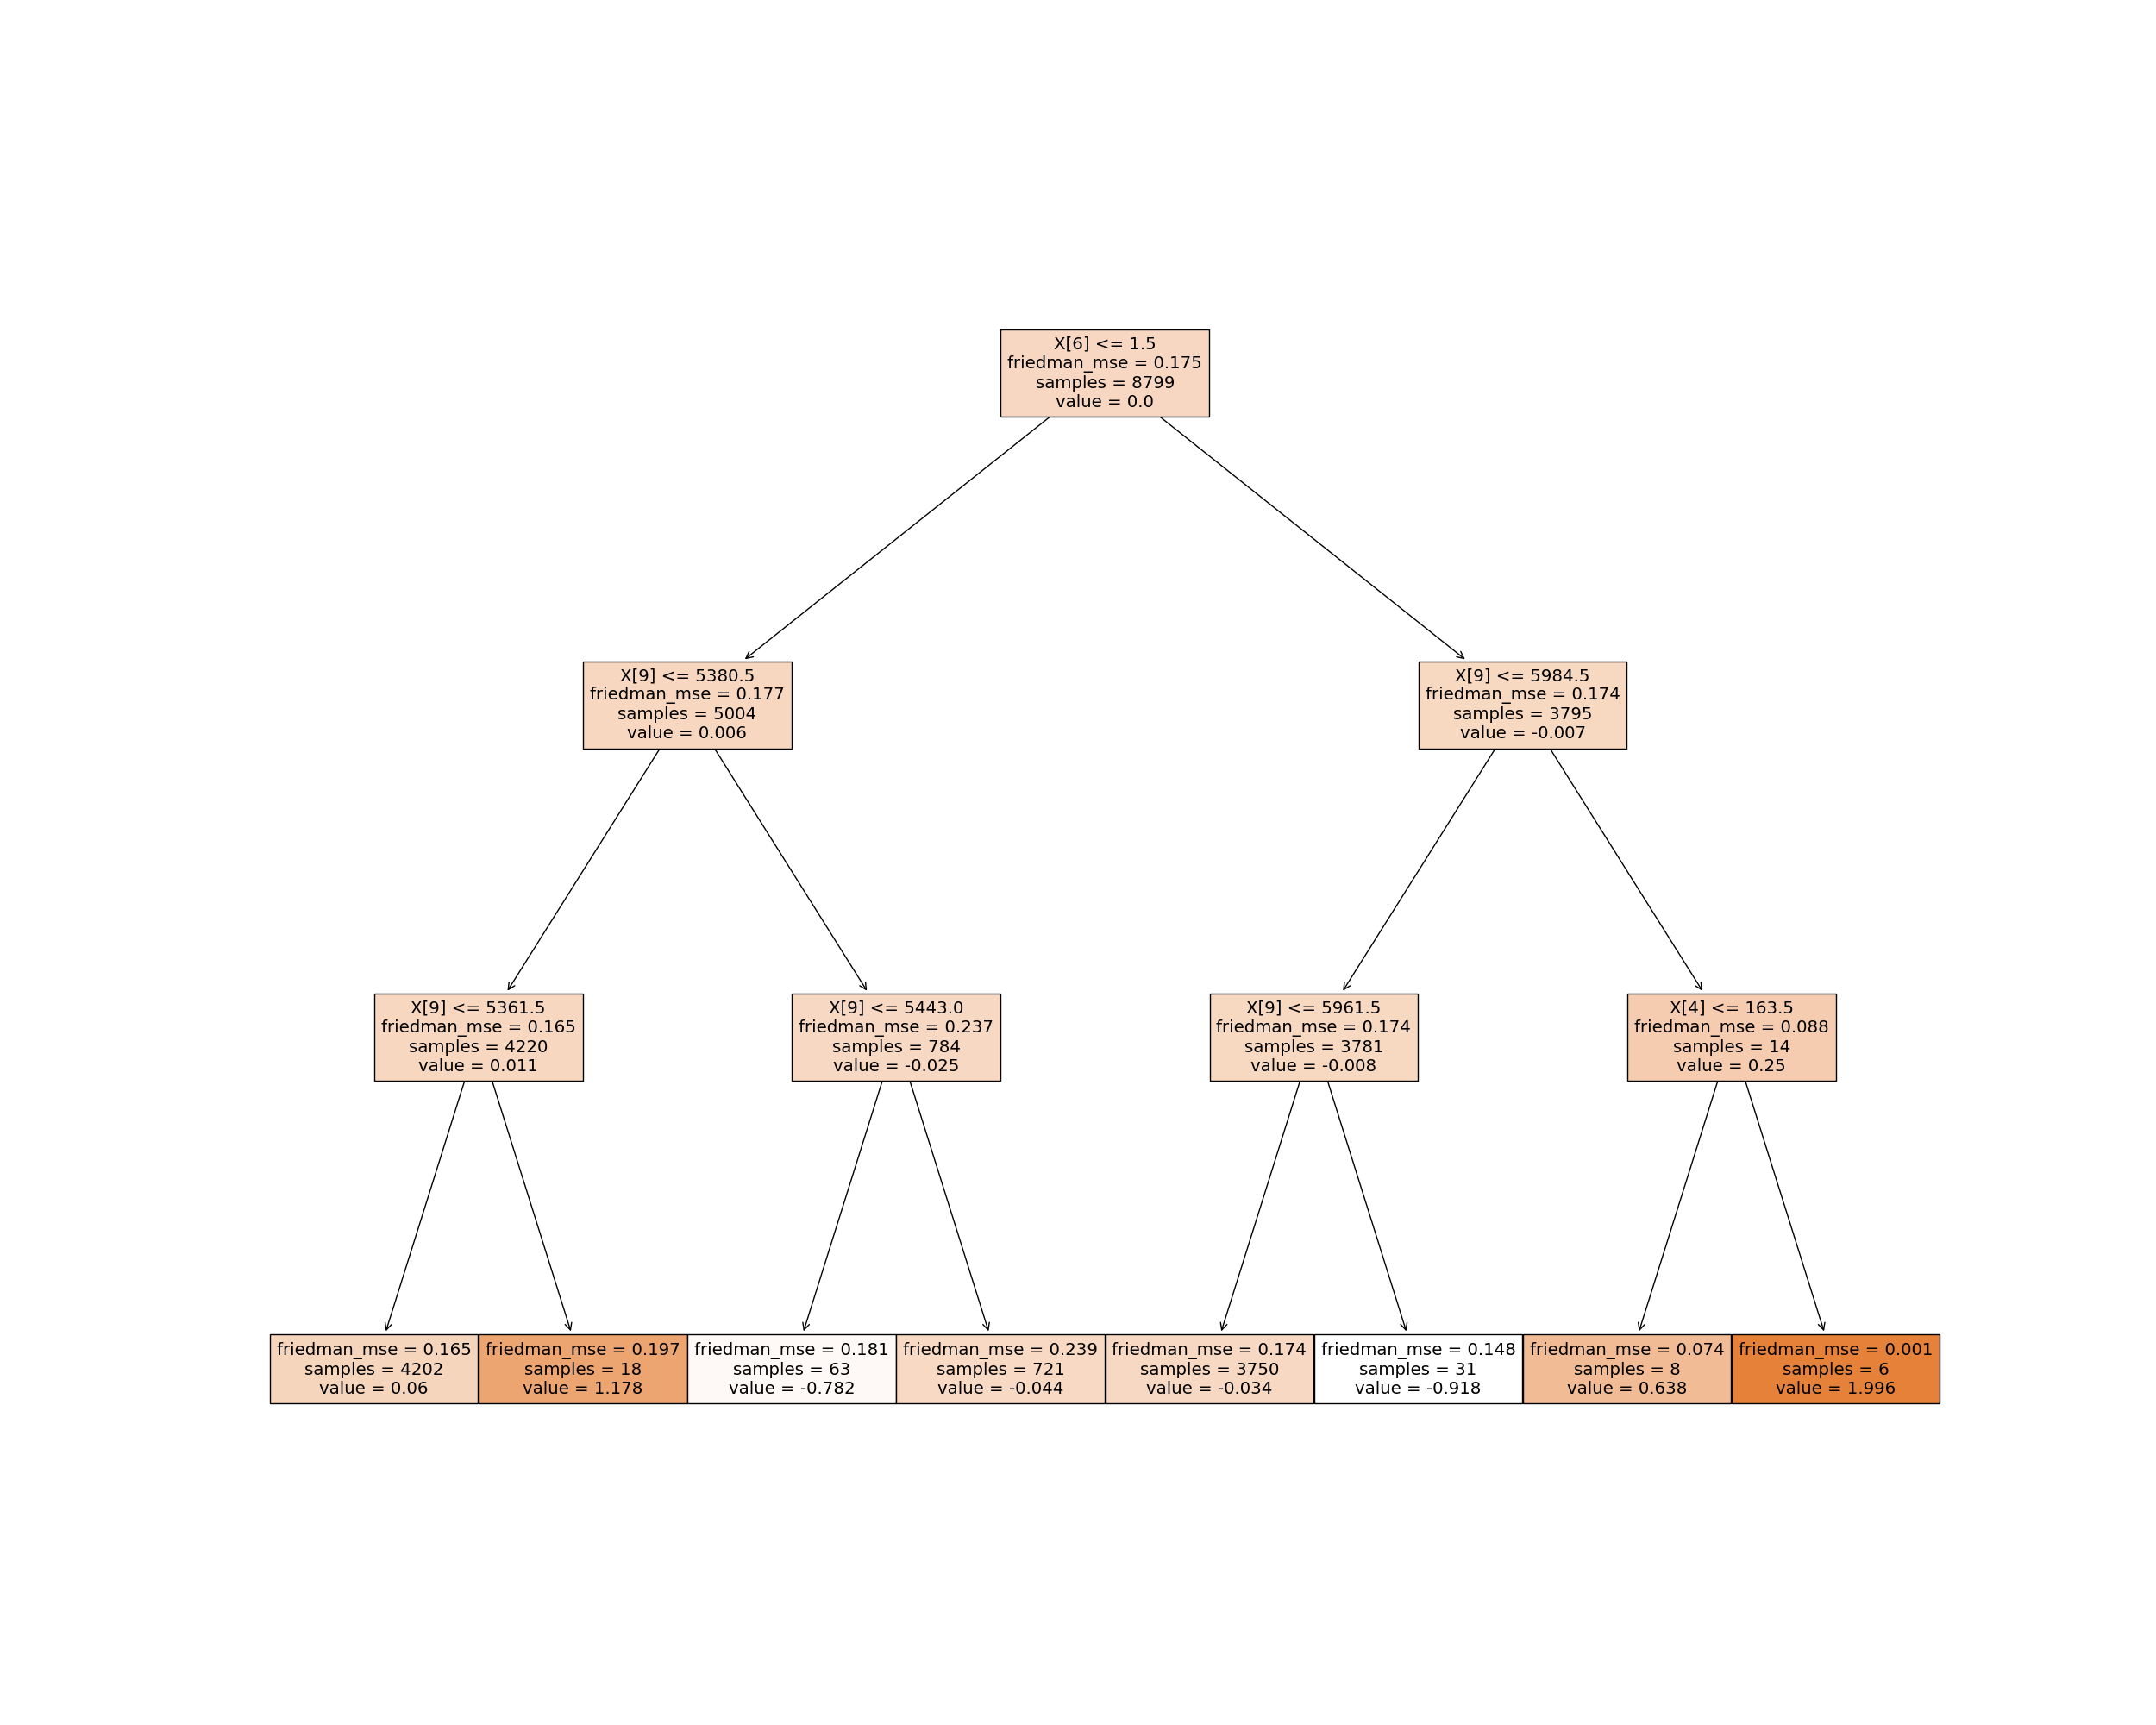 X[6] <= 1.5
friedman_mse = 0.175
samples = 8799
value = 0.0
X[9] <= 5380.5
friedman_mse = 0.177
samples = 5004
value = 0.006
X[9] <= 5984.5
friedman_mse = 0.174
samples = 3795
value = -0.007
X[9] <= 5361.5
friedman_mse = 0.165
samples = 4220
value = 0.011
X[9] <= 5443.0
friedman_mse = 0.237
samples = 784
value = -0.025
X[9] <= 5961.5
friedman_mse = 0.174
samples = 3781
value = -0.008
X[4] <= 163.5
friedman_mse = 0.088
samples = 14
value = 0.25
friedman_mse = 0.165
samples = 4202
value = 0.06
friedman_mse = 0.197
samples = 18
value = 1.178
friedman_mse = 0.181
samples = 63
value = -0.782
friedman_mse = 0.239
samples = 721
value = -0.044
friedman_mse = 0.174
samples = 3750
value = -0.034
friedman_mse = 0.148
samples = 31
value = -0.918
friedman_mse = 0.074
samples = 8
value = 0.638
friedman_mse = 0.001
samples = 6
value = 1.996